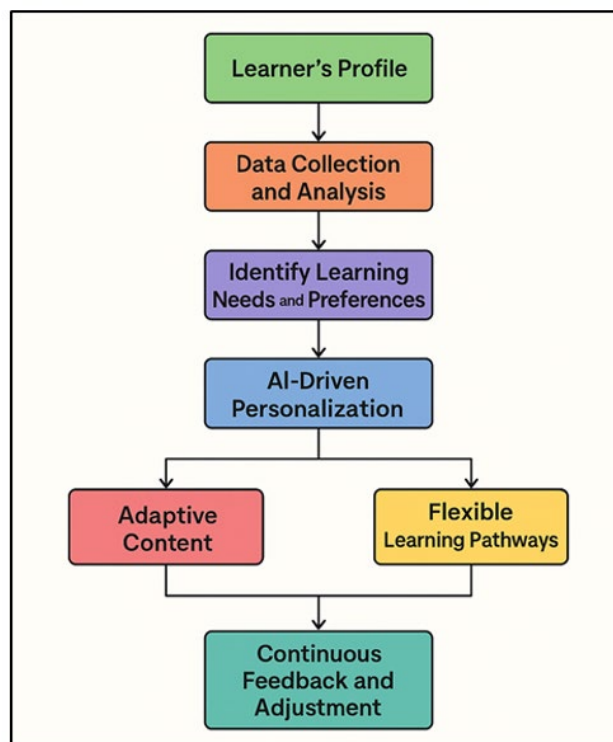 Learner's Profile
Data Collection
and Analysis
Identify Learning
Needs and Preferences
AI-Driven
Personalization
Adaptive
Content
Flexible
Learning Pathways
Continuous
Feedback and
Adjustment